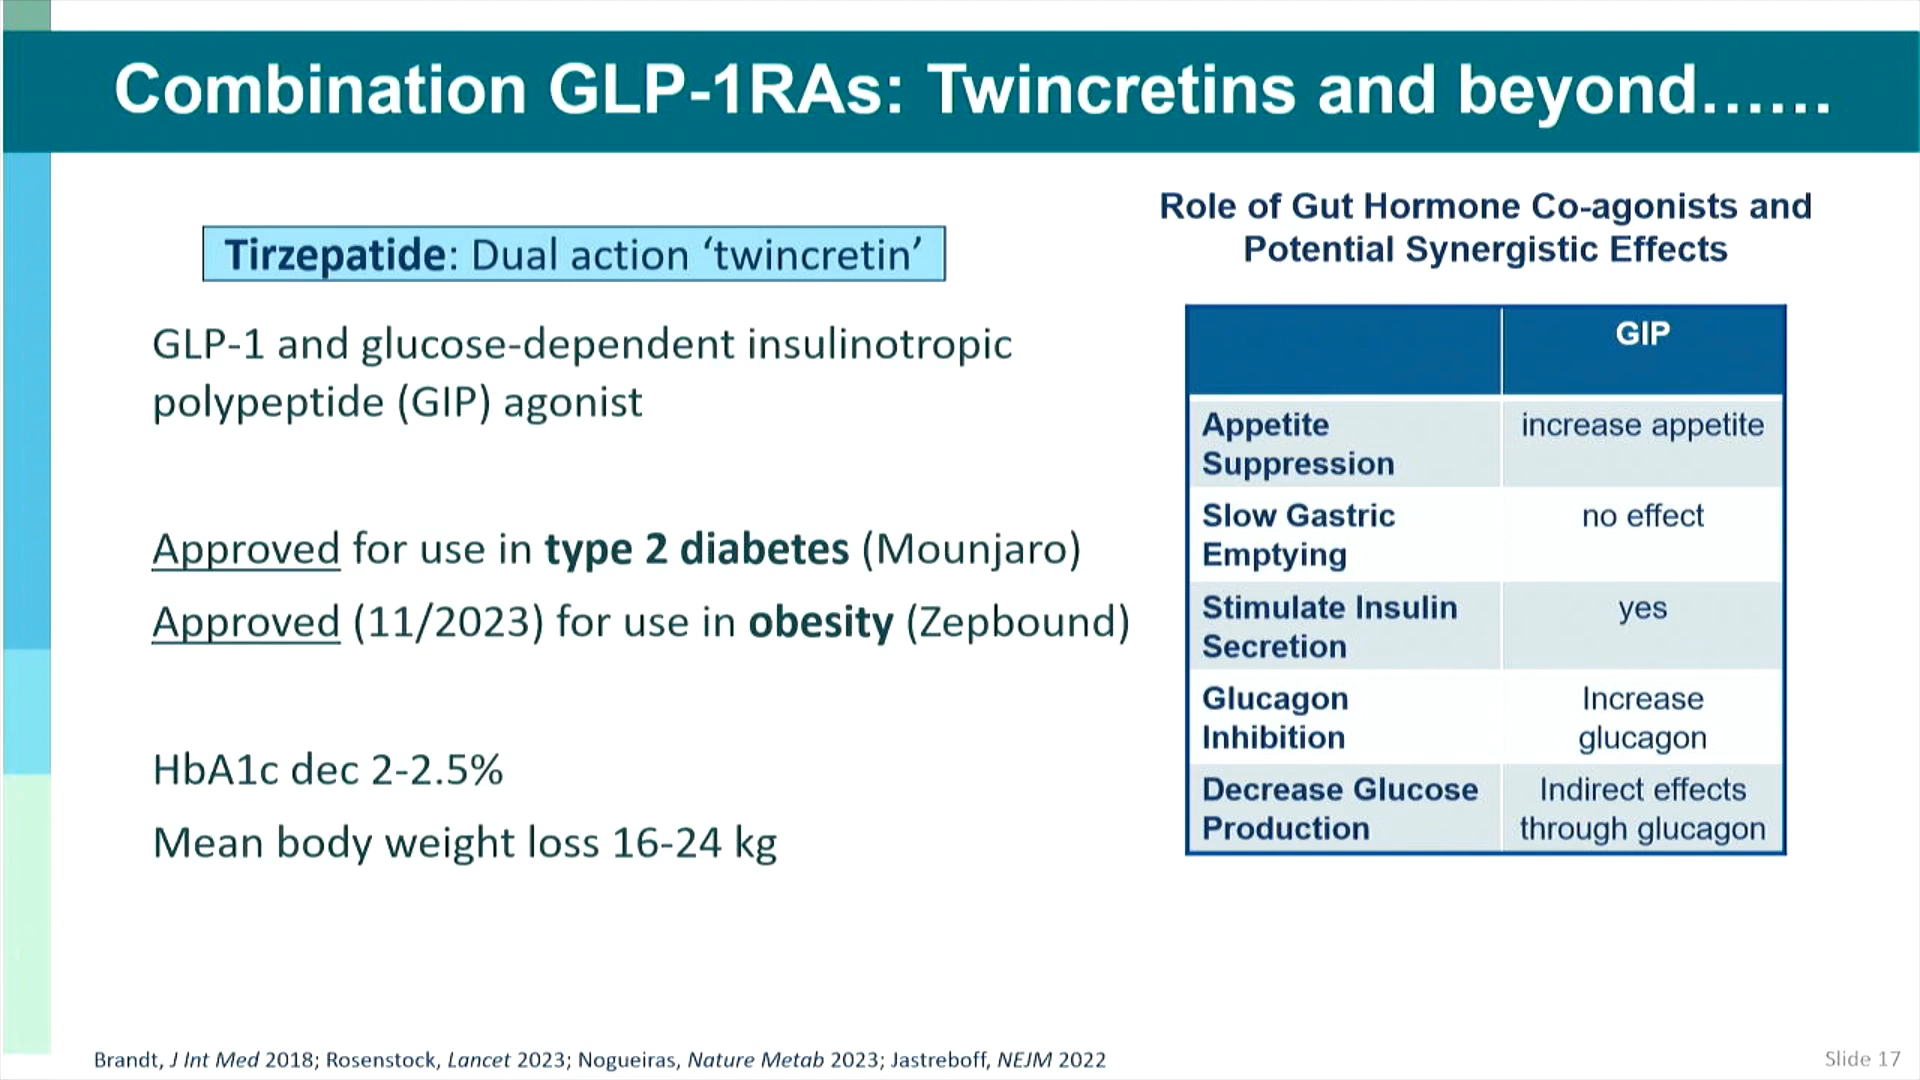 Combination GLP-1RAs: Twincretins and beyond......
Tirzepatide: Dual action ‘twincretin’
GLP-1 and glucose-dependent insulinotropic
polypeptide (GIP) agonist
Approved for use in type 2 diabetes (Mounjaro)
Approved (11/2023) for use in obesity (Zepbound)
HbA1c dec 2-2.5%
Mean body weight loss 16-24 kg
Role of Gut Hormone Co-agonists and
Potential Synergistic Effects
GIP
Appetite
Suppression
increase appetite
Slow Gastric
Emptying
no effect
Stimulate Insulin
Secretion
yes
Glucagon
Inhibition
Increase
glucagon
Decrease Glucose
Production
Indirect effects
through glucagon
Brandt, J Int Med 2018; Rosenstock, Lancet 2023; Nogueiras, Nature Metab 2023; Jastreboff, NEJM 2022
Slide 17